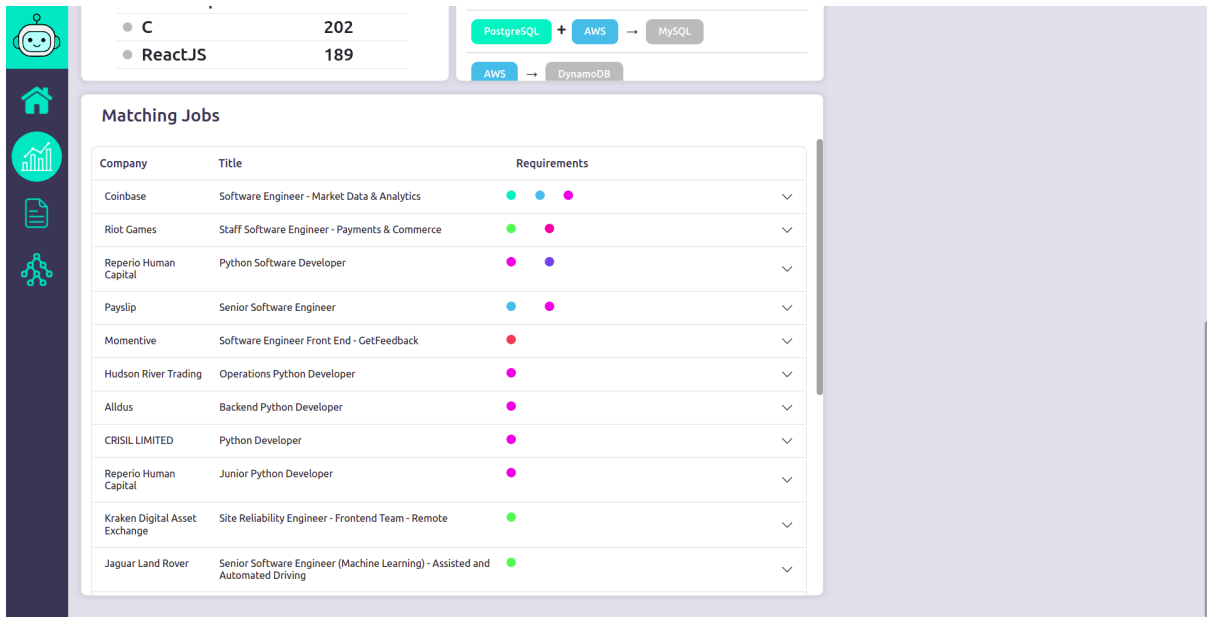 C 202
ReactJS 189
PostgreSQL + AWS → MySQL
AWS → DynamoDB
Matching Jobs
Company Title Requirements
Coinbase Software Engineer - Market Data & Analytics
Riot Games Staff Software Engineer - Payments & Commerce
Reperio Human Python Software Developer
Capital
Payslip Senior Software Engineer
Momentive Software Engineer Front End - GetFeedback
Hudson River Trading Operations Python Developer
Alldus Backend Python Developer
CRISIL LIMITED Python Developer
Reperio Human Junior Python Developer
Capital
Kraken Digital Asset Site Reliability Engineer - Frontend Team - Remote
Exchange
Jaguar Land Rover Senior Software Engineer (Machine Learning) - Assisted and
Automated Driving